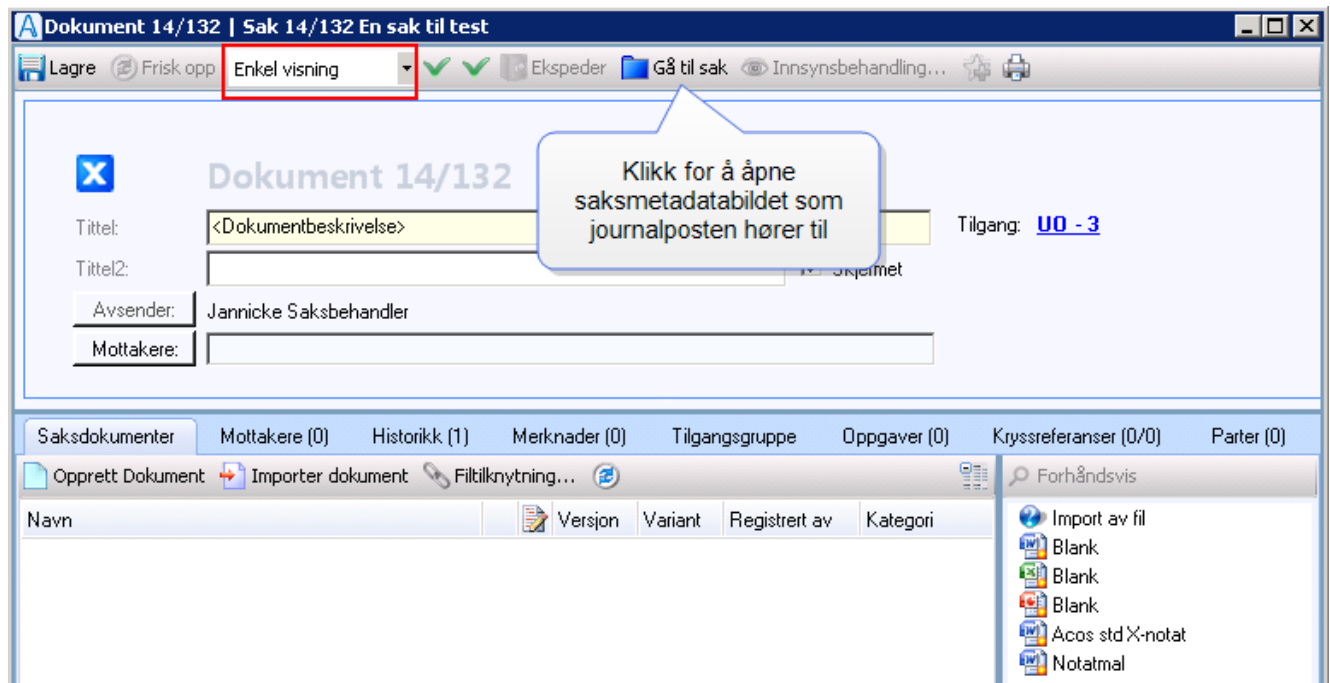 Dokument 14/132 | Sak 14/132 En sak til test
Lagre Frisk opp Enkel visning Ekspeder Gå til sak Innsynsbehandling...
Klikk for å åpne
saksmetadatabildet som
journalposten hører til
Dokument 14/132
Tittel: <Dokumentbeskrivelse> Tilgang: UO - 3
Tittel2: Skjermet
Avsender: Jannicke Saksbehandler
Mottakere:
Saksdokumenter Mottakere (0) Historikk (1) Merknader (0) Tilgangsgruppe Oppgaver (0) Kryssreferanser (0/0) Parter (0)
Opprett Dokument Importer dokument Filtilknytning... Forhåndsvis
Navn Versjon Variant Registrert av Kategori
Import av fil
Blank
Blank
Blank
Acos std X-notat
Notatmal